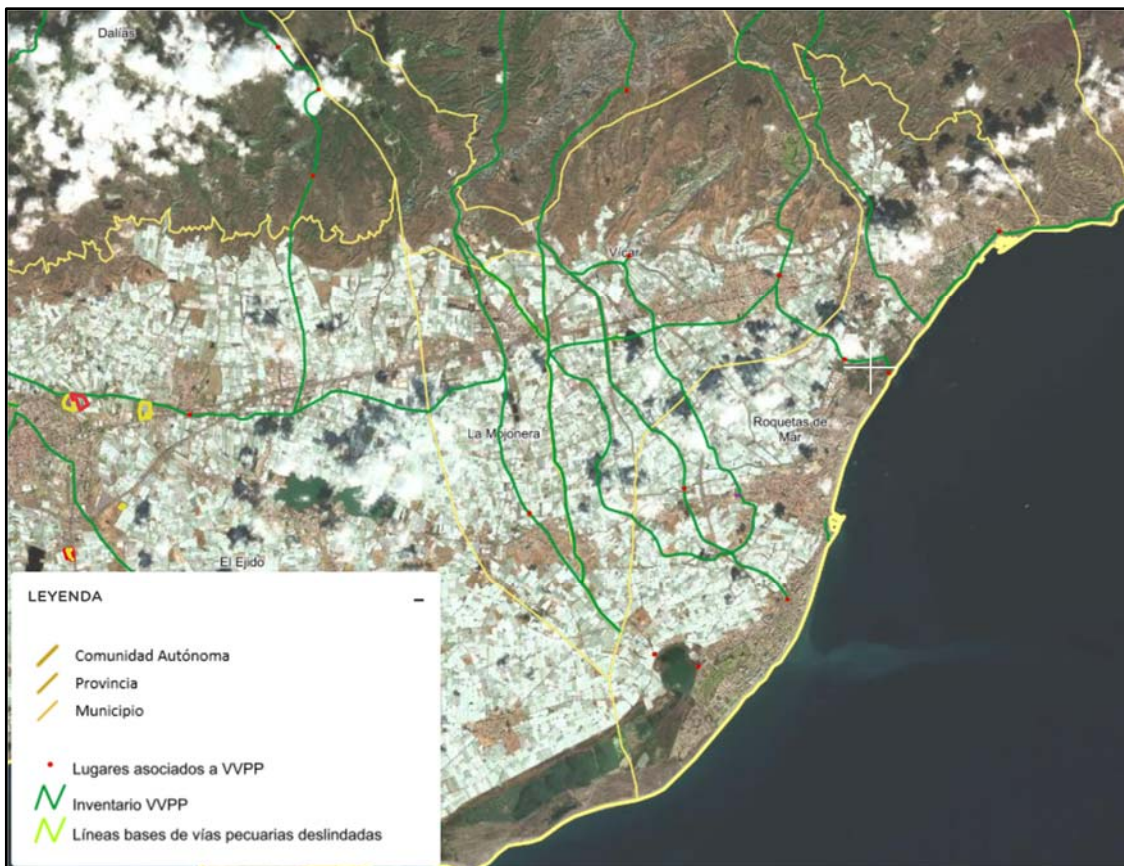 Dalías
Vícar
La Mojonera
Roquetas de
Mar
El Ejido
LEYENDA
Comunidad Autónoma
Provincia
Municipio
Lugares asociados a VVPP
Inventario VVPP
Líneas bases de vías pecuarias deslindadas